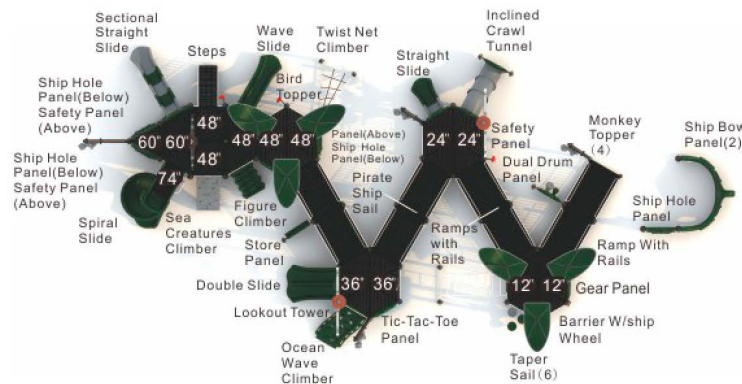 Sectional
Straight
Slide
Steps
Wave
Slide
Twist Net
Climber
Inclined
Crawl
Tunnel
Straight
Slide
Bird
Topper
Ship Hole
Panel(Below)
Safety Panel
(Above)
Ship Hole
Panel(Below)
Safety Panel
(Above)
60" 60"
48"
48"
48" 48" 48"
74"
Panel(Above)
Ship Hole
Panel(Below)
24" 24"
Safety
Panel
Dual Drum
Panel
Monkey
Topper
(4)
Ship Bow
Panel(2)
Ship Hole
Panel
Spiral
Slide
Sea
Creatures
Climber
Figure
Climber
Store
Panel
Pirate
Ship
Sail
Ramps
with
Rails
Ramp With
Rails
Double Slide
Lookout Tower
36" 36"
Ocean
Wave
Climber
Tic-Tac-Toe
Panel
12" 12"
Gear Panel
Barrier W/ship
Wheel
Taper
Sail(6)